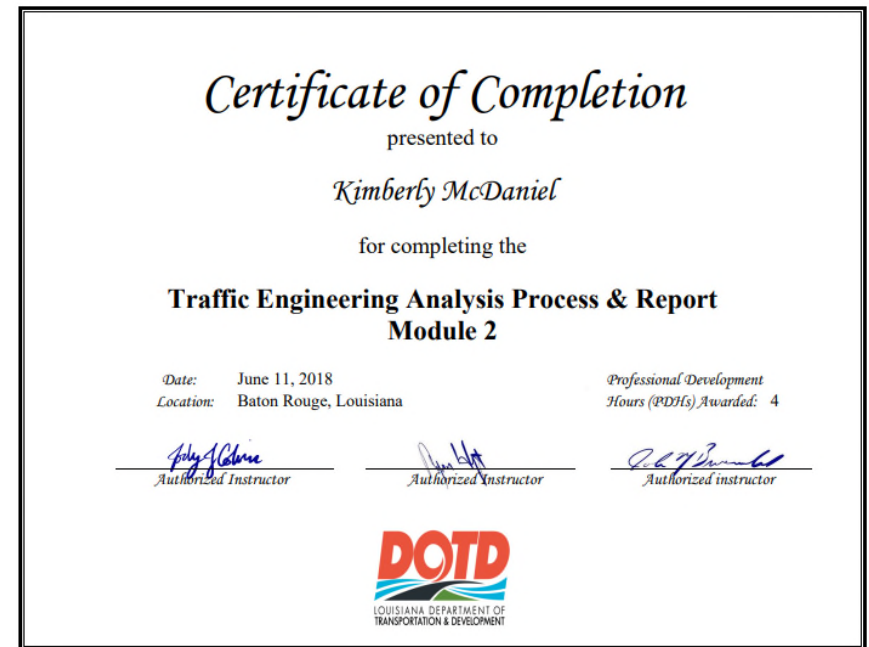 Certificate of Completion
presented to
Kimberly McDaniel
for completing the
Traffic Engineering Analysis Process & Report
Module 2
Date: June 11, 2018
Location: Baton Rouge, Louisiana
Professional Development
Hours (PDHs) Awarded: 4
Authorized Instructor
Authorized Instructor
Authorized instructor
DOTD
LOUISIANA DEPARTMENT OF
TRANSPORTATION & DEVELOPMENT